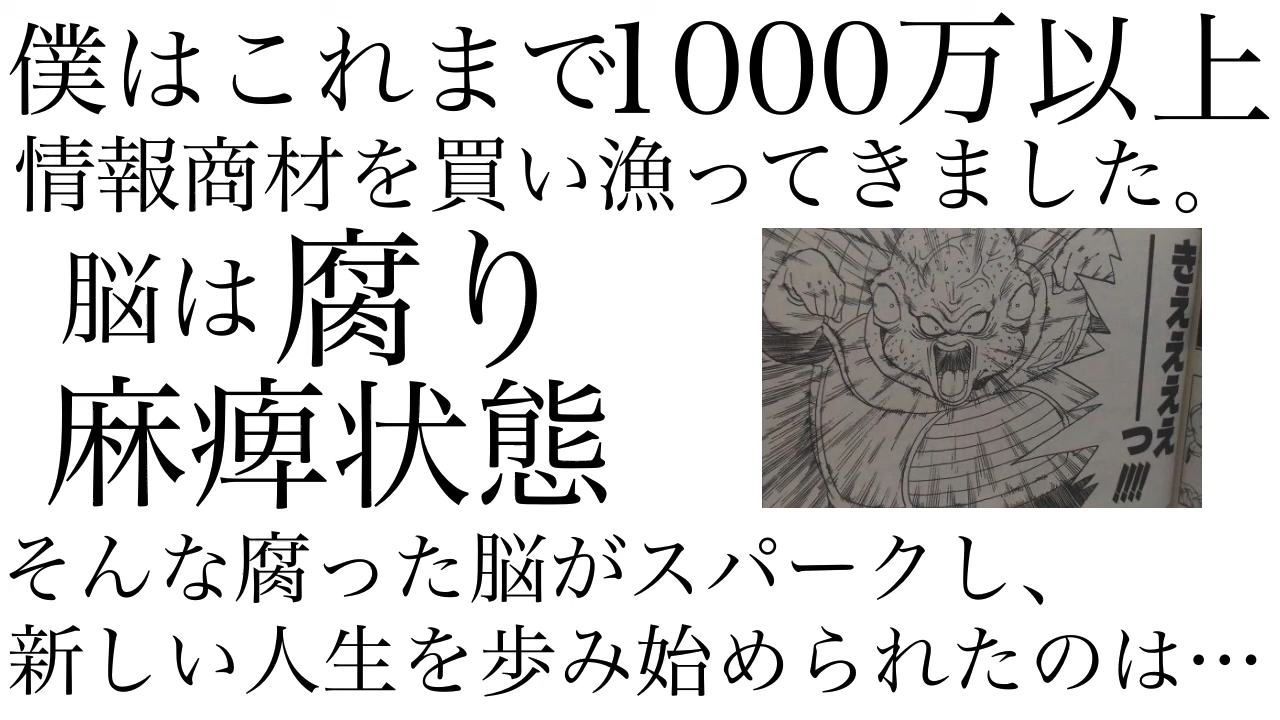 僕はこれまで1000万以上
情報商材を買い漁ってきました。
脳は腐り
麻痺状態
きえええええ
っ!!!!
そんな腐った脳がスパークし、
新しい人生を歩み始められたのは…